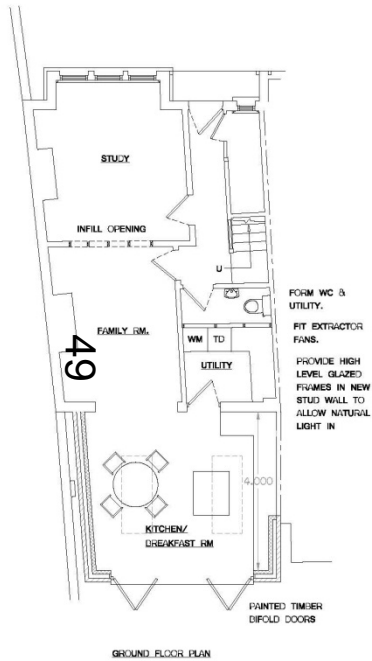 STUDY
INFILL OPENING
U
FORM WC &
UTILITY.
FIT EXTRACTOR
FANS.
FAMILY RM.
49
WM
TD
UTILITY
PROVIDE HIGH
LEVEL GLAZED
FRAMES IN NEW
STUD WALL TO
ALLOW NATURAL
LIGHT IN
4.000
KITCHEN/
BREAKFAST RM
PAINTED TIMBER
BIFOLD DOORS
GROUND FLOOR PLAN